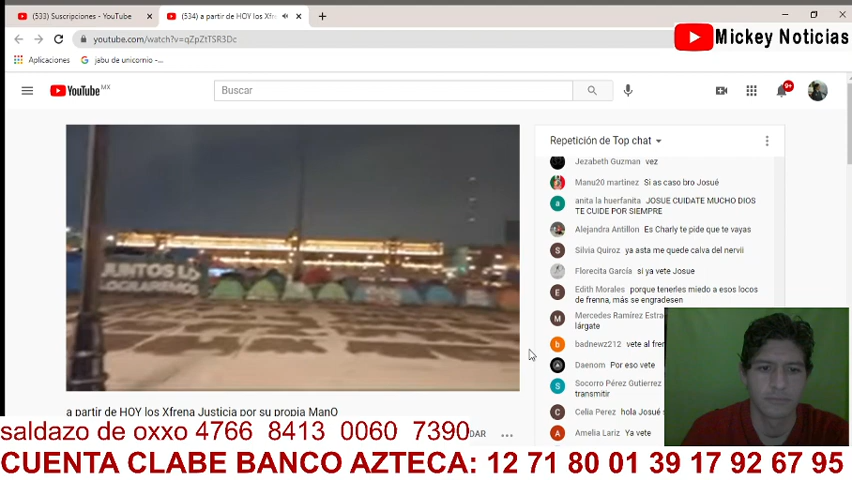 (533) Suscripciones - YouTube
(534) a partir de HOY los Xfren
youtube.com/watch?v=qZpZtTSR3Dc
Mickey Noticias
Aplicaciones
jabu de unicornio -...
YouTube MX
Buscar
9+
JUNTOS LO
LOGRAREMOS
Repetición de Top chat
Jezabeth Guzman vez
Manu20 martinez Si as caso bro Josué
anita la huerfanita JOSUE CUIDATE MUCHO DIOS
TE CUIDE POR SIEMPRE
Alejandra Antillon Es Charly te pide que te vayas
Silvia Quiroz ya asta me quede calva del nervii
Florecita García si ya vete Josue
Edith Morales porque tenerles miedo a esos locos
de frenna, más se engradesen
Mercedes Ramírez Estra
lárgate
badnewz212 vete al fre
Daenom Por eso vete
Socorro Pérez Gutierrez
transmitir
Celia Perez hola Josué s
Amelia Lariz Ya vete
a partir de HOY los Xfrena Justicia por su propia ManO
DAR
saldazo de oxxo 4766 8413 0060 7390
CUENTA CLABE BANCO AZTECA: 12 71 80 01 39 17 92 67 95